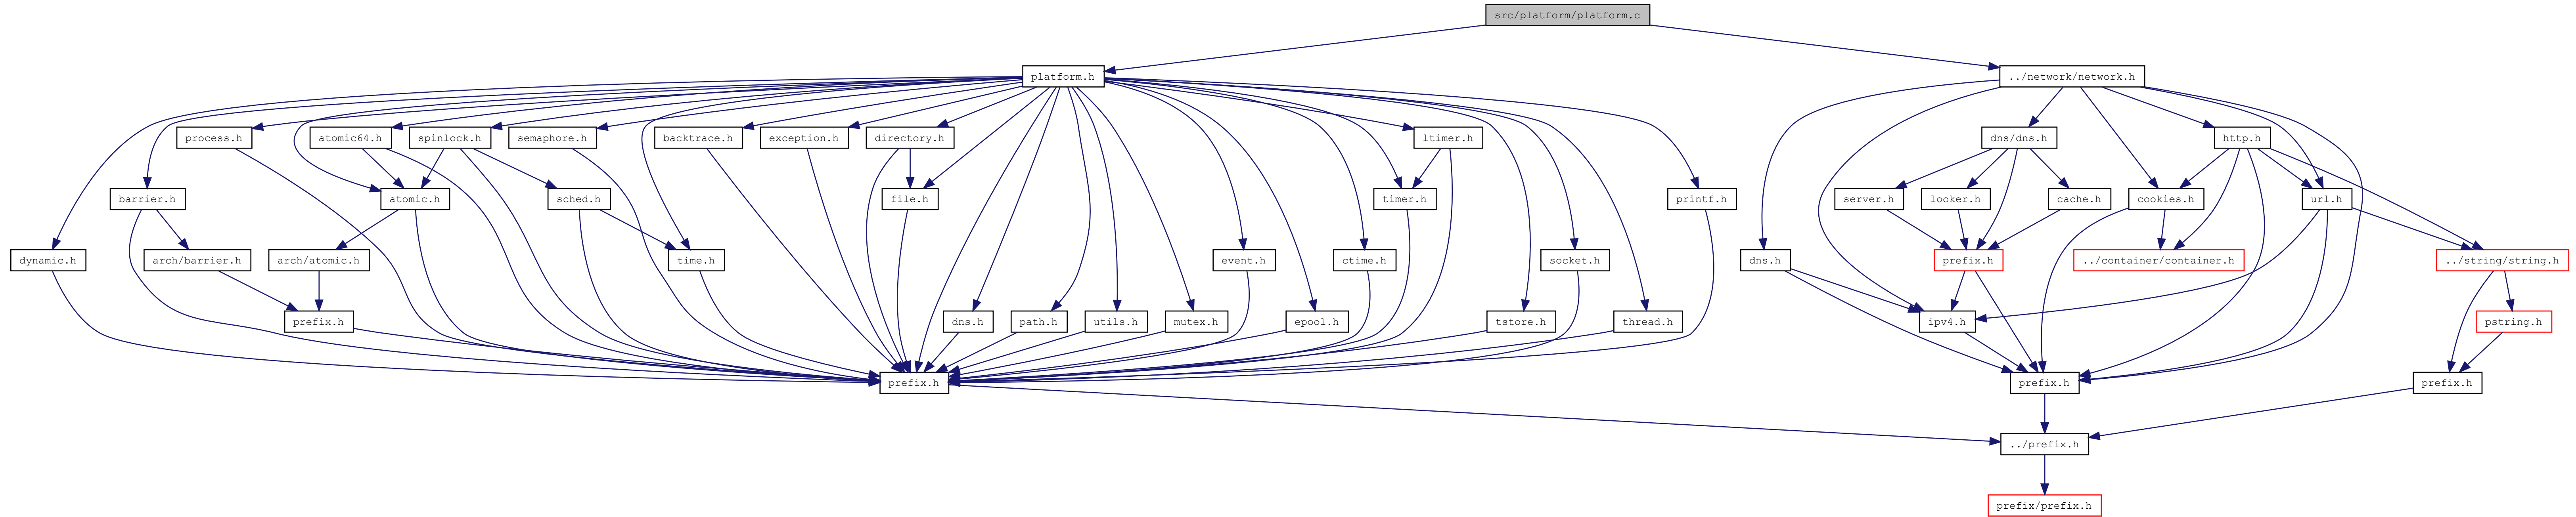 src/platform/platform.c
platform.h
../network/network.h
process.h
atomic64.h
spinlock.h
semaphore.h
backtrace.h
exception.h
directory.h
ltimer.h
dns/dns.h
http.h
barrier.h
atomic.h
sched.h
file.h
timer.h
printf.h
server.h
looker.h
cache.h
cookies.h
url.h
dynamic.h
arch/barrier.h
arch/atomic.h
time.h
event.h
ctime.h
socket.h
dns.h
prefix.h
../container/container.h
../string/string.h
prefix.h
dns.h
path.h
utils.h
mutex.h
epool.h
tstore.h
thread.h
ipv4.h
pstring.h
prefix.h
prefix.h
prefix.h
../prefix.h
prefix/prefix.h